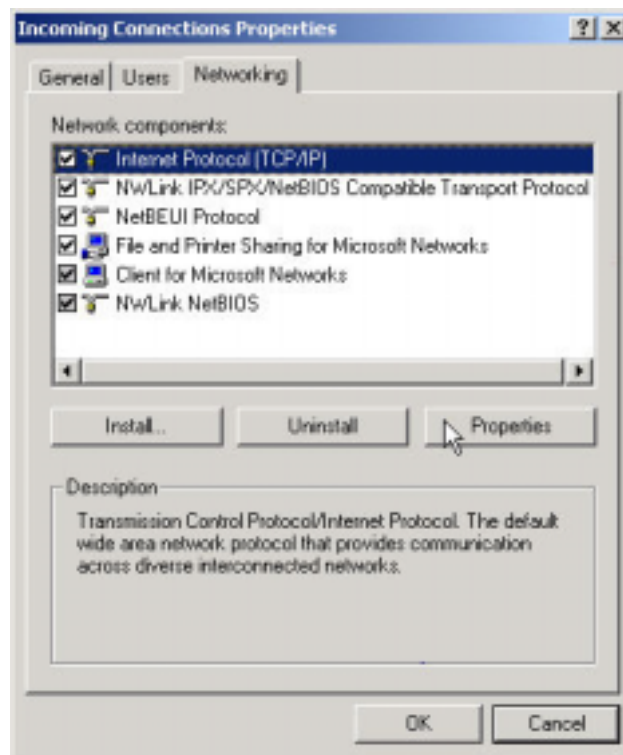 Incoming Connections Properties
General Users Networking
Network components:
Internet Protocol (TCP/IP)
NWLink IPX/SPX/NetBIOS Compatible Transport Protocol
NetBEUI Protocol
File and Printer Sharing for Microsoft Networks
Client for Microsoft Networks
NWLink NetBIOS
Install... Uninstall Properties
Description
Transmission Control Protocol/Internet Protocol. The default
wide area network protocol that provides communication
across diverse interconnected networks.
OK Cancel